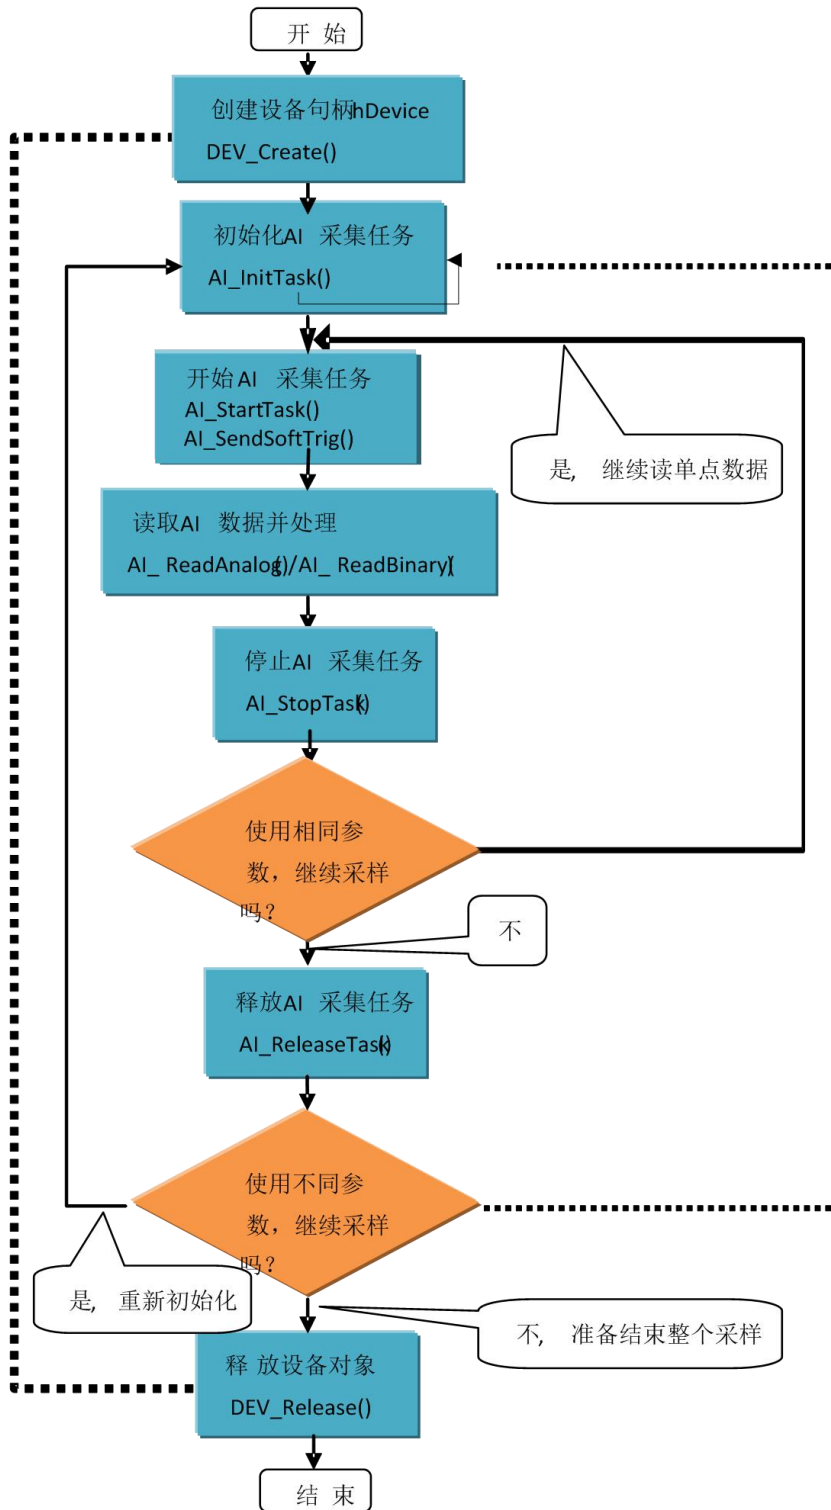 开 始
创建设备句柄hDevice
DEV_Create()
初始化AI 采集任务
AI_InitTask()
开始AI 采集任务
AI_StartTask()
AI_SendSoftTrig()
是, 继续读单点数据
读取AI 数据并处理
AI_ ReadAnalog()/AI_ ReadBinary()
停止AI 采集任务
AI_StopTask()
使用相同参
数，继续采样
吗？
不
释放AI 采集任务
AI_ReleaseTask()
使用不同参
数，继续采样
吗？
是, 重新初始化
不, 准备结束整个采样
释 放设备对象
DEV_Release()
结 束